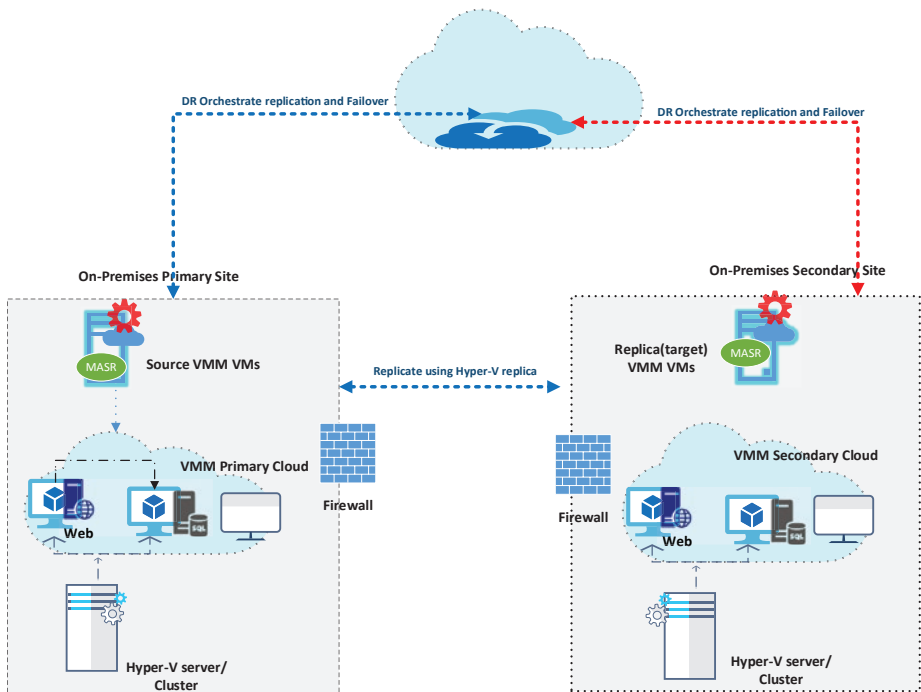 DR Orchestrate replication and Failover
DR Orchestrate replication and Failover
On-Premises Primary Site
On-Premises Secondary Site
MASR
Source VMM VMs
Replicate using Hyper-V replica
Replica(target)
VMM VMs
MASR
VMM Primary Cloud
Web
SQL
Firewall
VMM Secondary Cloud
Web
SQL
Firewall
Hyper-V server/
Cluster
Hyper-V server/
Cluster